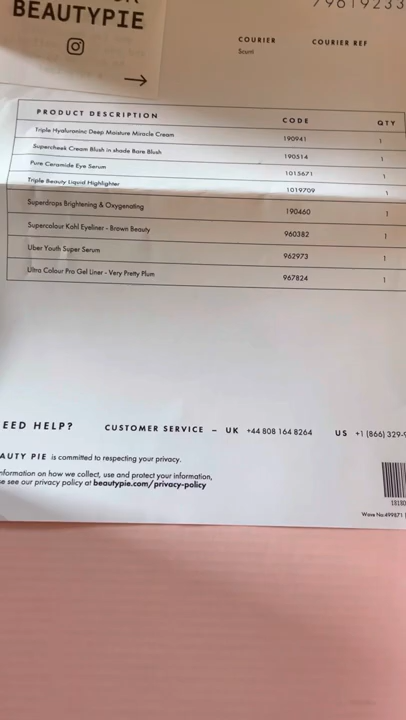 BEAUTYPIE
COURIER COURIER REF
PRODUCT DESCRIPTION CODE QTY
Triple Hyaluroninc Deep Moisture Miracle Cream 190941 1
Supercheek Cream Blush in shade Bare Blush 190514 1
Pure Ceramide Eye Serum 1013671 1
Triple Beauty Liquid Highlighter 1019709 1
Superdrops Brightening & Oxygenating 190460 1
Supercolour Kohl Eyeliner - Brown Beauty 960382 1
Uber Youth Super Serum 962973 1
Ultra Colour Pro Gel Liner - Very Pretty Plum 967824 1
EED HELP? CUSTOMER SERVICE – UK +44 808 164 8264 US +1 (866) 329-
AUTY PIE is committed to respecting your privacy.
nformation on how we collect, use and protect your information,
e see our privacy policy at beautypie.com/privacy-policy
Wave No.499871